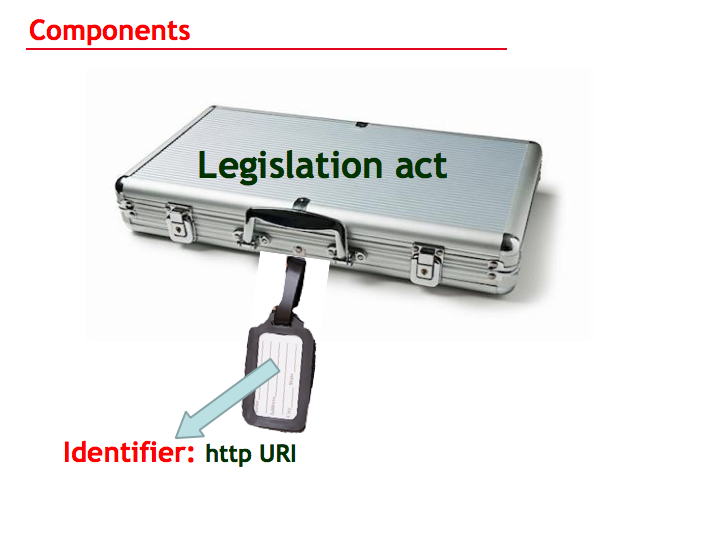 Components
Legislation act
Identifier: http URI